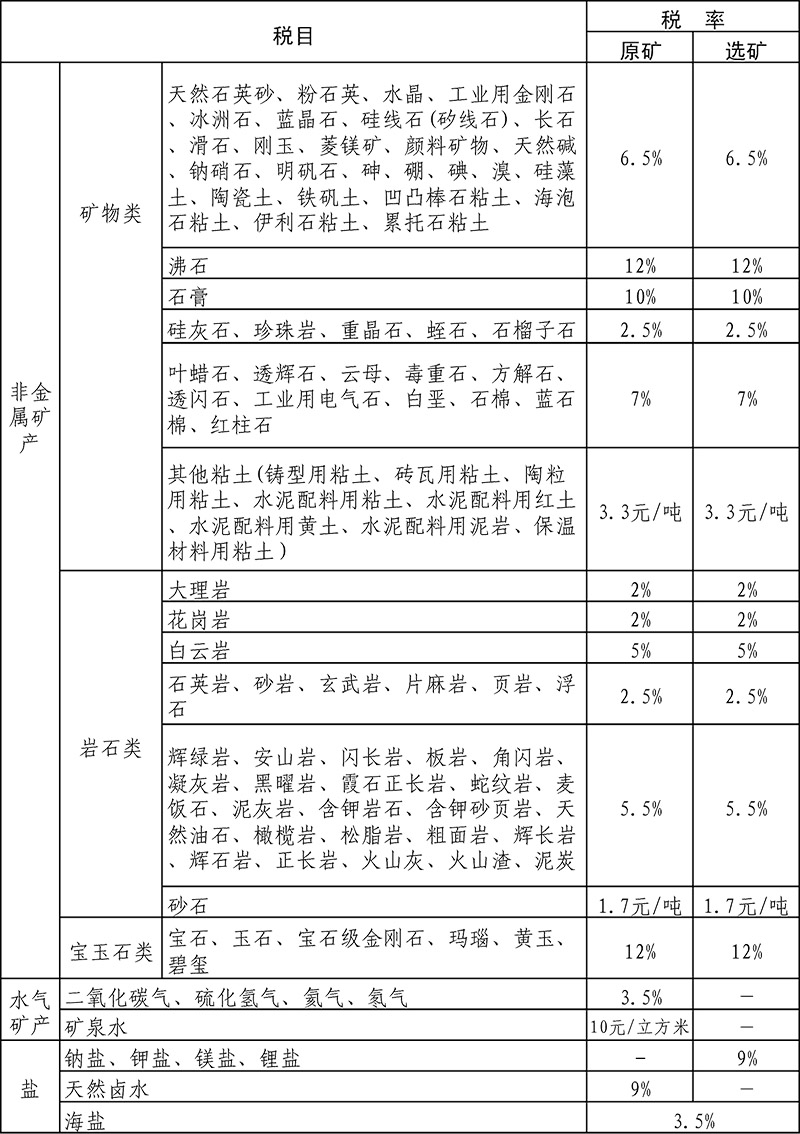 税目
税 率
原矿
选矿
非金
属矿
产
矿物类
天然石英砂、粉石英、水晶、工业用金刚石
、冰洲石、蓝晶石、硅线石(矽线石)、长石
、滑石、刚玉、菱镁矿、颜料矿物、天然碱
、钠硝石、明矾石、砷、硼、碘、溴、硅藻
土、陶瓷土、铁矾土、凹凸棒石粘土、海泡
石粘土、伊利石粘土、累托石粘土
6.5%
6.5%
沸石
12%
12%
石膏
10%
10%
硅灰石、珍珠岩、重晶石、蛭石、石榴子石
2.5%
2.5%
叶蜡石、透辉石、云母、毒重石、方解石、
透闪石、工业用电气石、白垩、石棉、蓝石
棉、红柱石
7%
7%
其他粘土(铸型用粘土、砖瓦用粘土、陶粒
用粘土、水泥配料用粘土、水泥配料用红土
、水泥配料用黄土、水泥配料用泥岩、保温
材料用粘土)
3.3元/吨
3.3元/吨
岩石类
大理岩
2%
2%
花岗岩
2%
2%
白云岩
5%
5%
石英岩、砂岩、玄武岩、片麻岩、页岩、浮
石
2.5%
2.5%
辉绿岩、安山岩、闪长岩、板岩、角闪岩、
凝灰岩、黑曜岩、霞石正长岩、蛇纹岩、麦
饭石、泥灰岩、含钾岩石、含钾砂页岩、天
然油石、橄榄岩、松脂岩、粗面岩、辉长岩
、辉石岩、正长岩、火山灰、火山渣、泥炭
5.5%
5.5%
砂石
1.7元/吨
1.7元/吨
宝玉石类
宝石、玉石、宝石级金刚石、玛瑙、黄玉、
碧玺
12%
12%
水气
矿产
二氧化碳气、硫化氢气、氦气、氡气
3.5%
－
矿泉水
10元/立方米
－
盐
钠盐、钾盐、镁盐、锂盐
-
9%
天然卤水
9%
－
海盐
3.5%